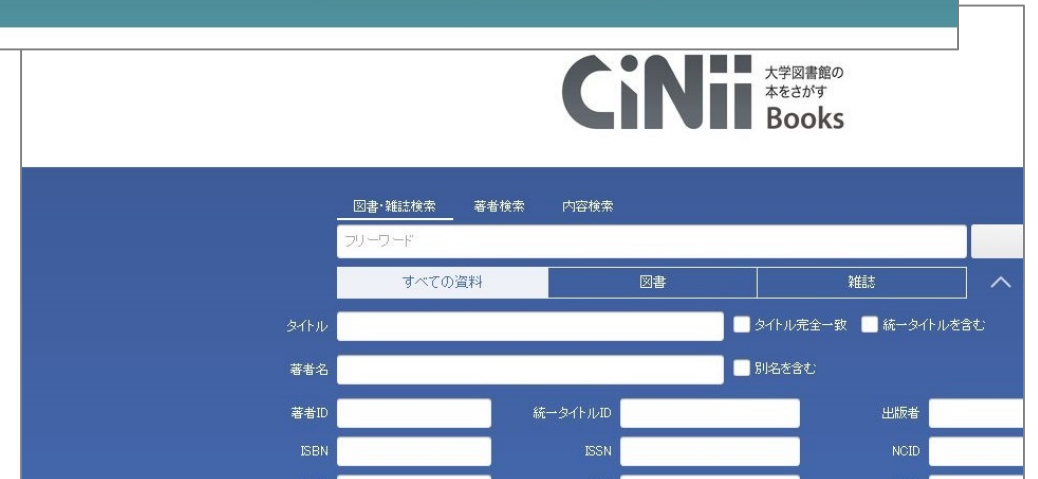 CiNii
大学図書館の
本をさがす
Books
図書・雑誌検索 著者検索 内容検索
フリーワード
すべての資料 図書 雑誌
タイトル タイトル完全一致 統一タイトルを含む
著者名 別名を含む
著者ID 統一タイトルID 出版者
ISBN ISSN NCID